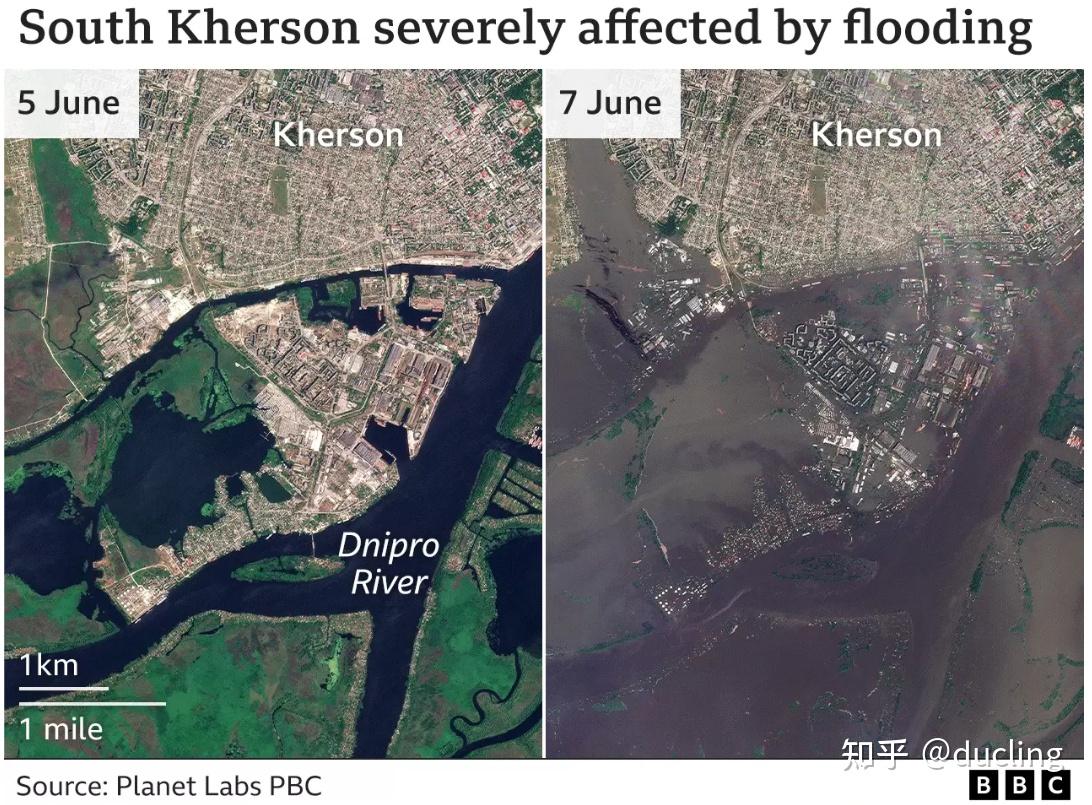 South Kherson severely affected by flooding
5 June
7 June
Kherson
Kherson
Dnipro
River
1km
1 mile
知乎 @ducling
Source: Planet Labs PBC
BBC